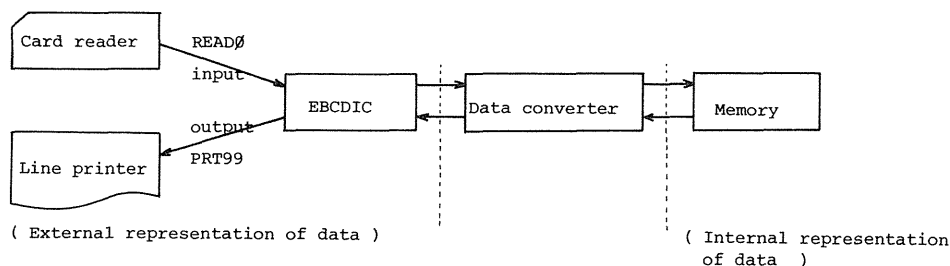 Card reader
READØ
input
EBCDIC
Data converter
Memory
output
PRT99
Line printer
( External representation of data )
( Internal representation
of data )